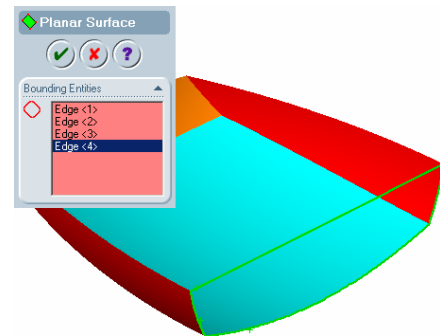 Planar Surface
?
Bounding Entities
Edge <1>
Edge <2>
Edge <3>
Edge <4>